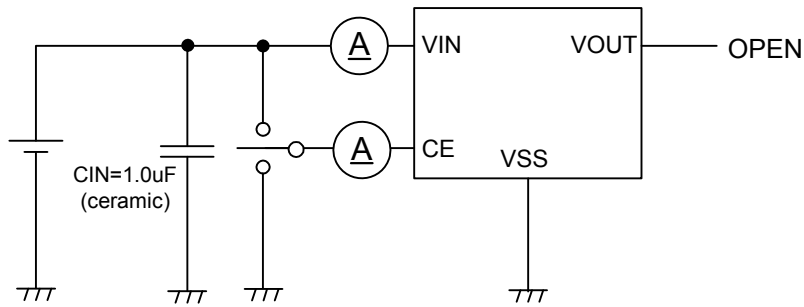 A
VIN
VOUT
OPEN
A
CE
VSS
CIN=1.0uF
(ceramic)